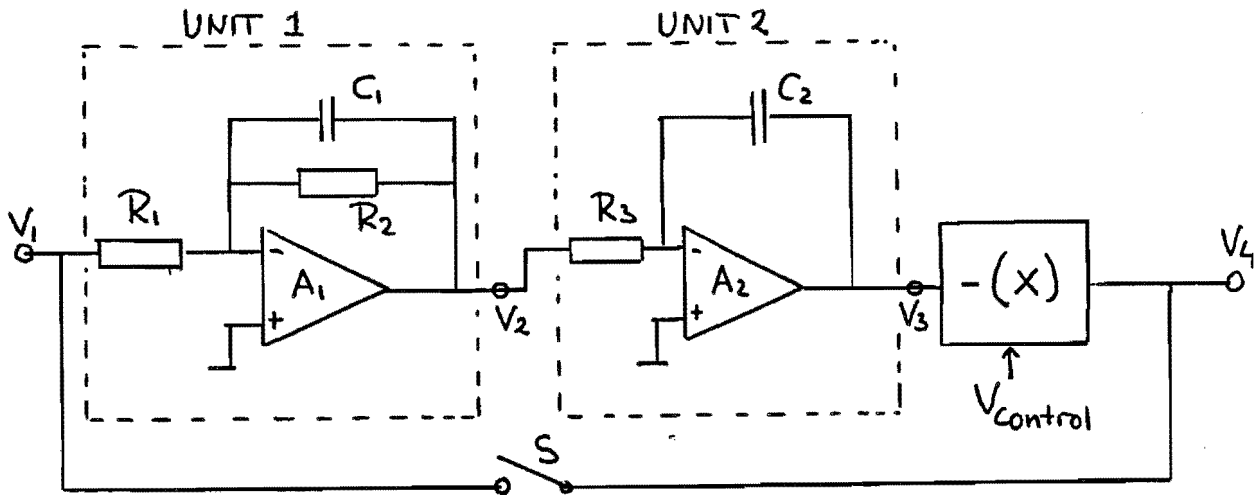 UNIT 1
UNIT 2
C₁
C₂
R₁
R₂
R₃
V₁
-
A₁
+
V₂
-
A₂
+
V₃
-(X)
V₄
Vcontrol
S